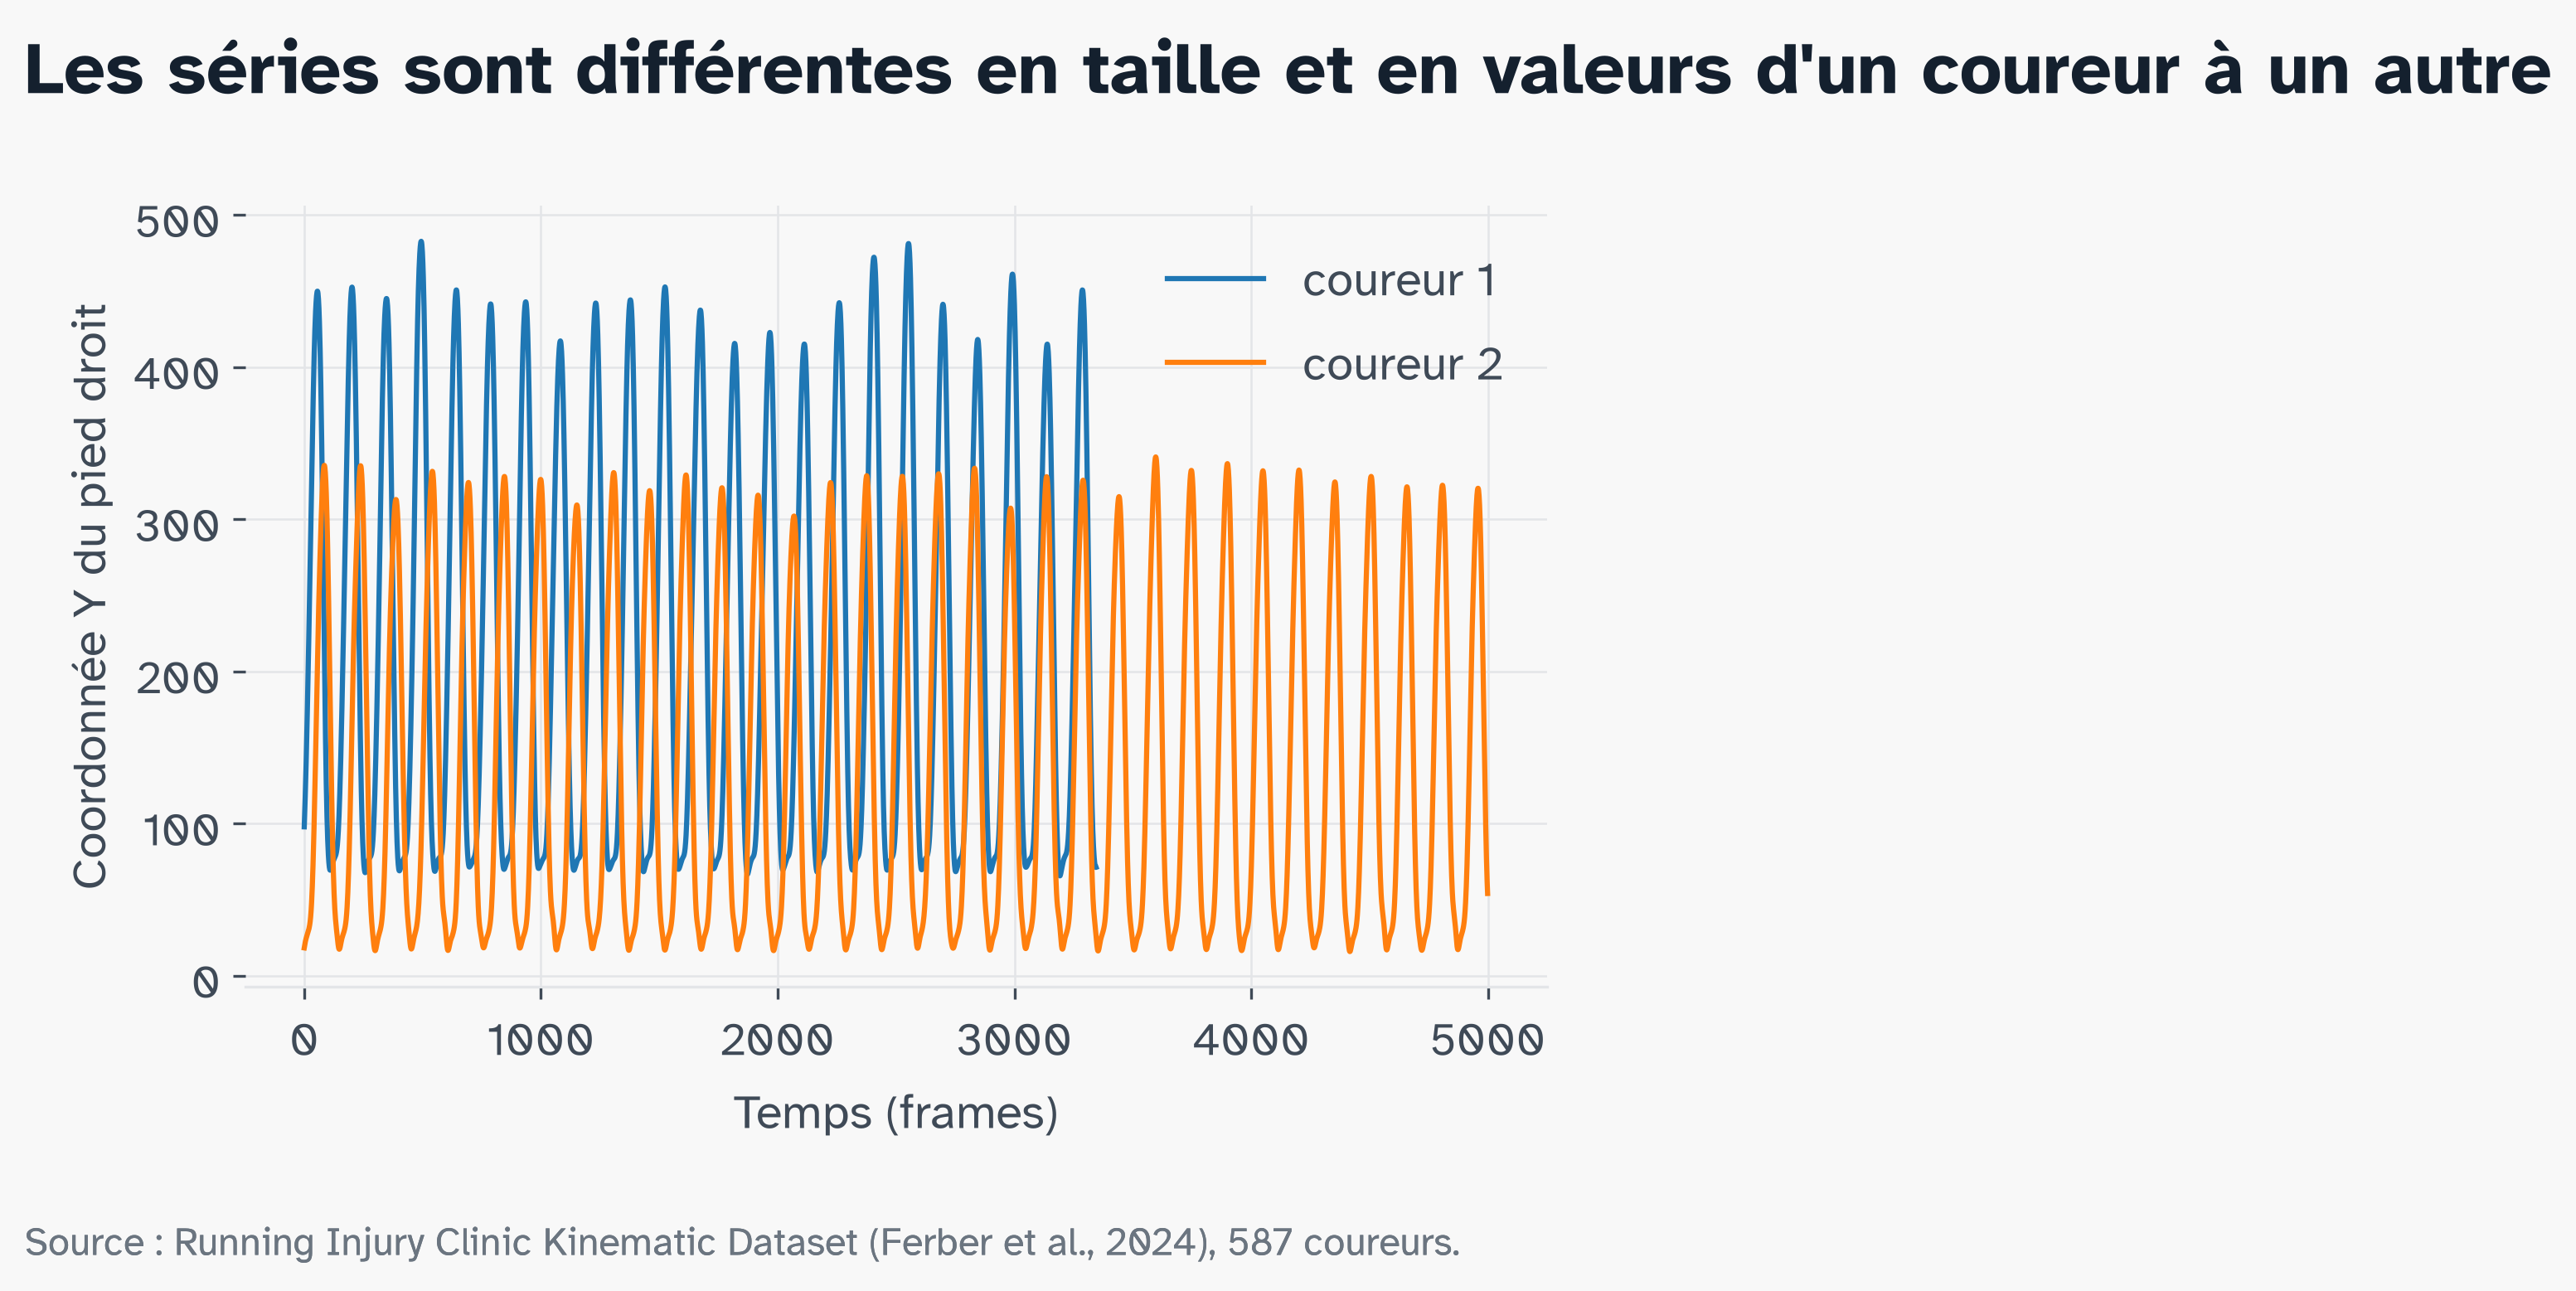 Les séries sont différentes en taille et en valeurs d'un coureur à un autre
500
400
300
200
100
0
Coordonnée Y du pied droit
coureur 1
coureur 2
0 1000 2000 3000 4000 5000
Temps (frames)
Source : Running Injury Clinic Kinematic Dataset (Ferber et al., 2024), 587 coureurs.